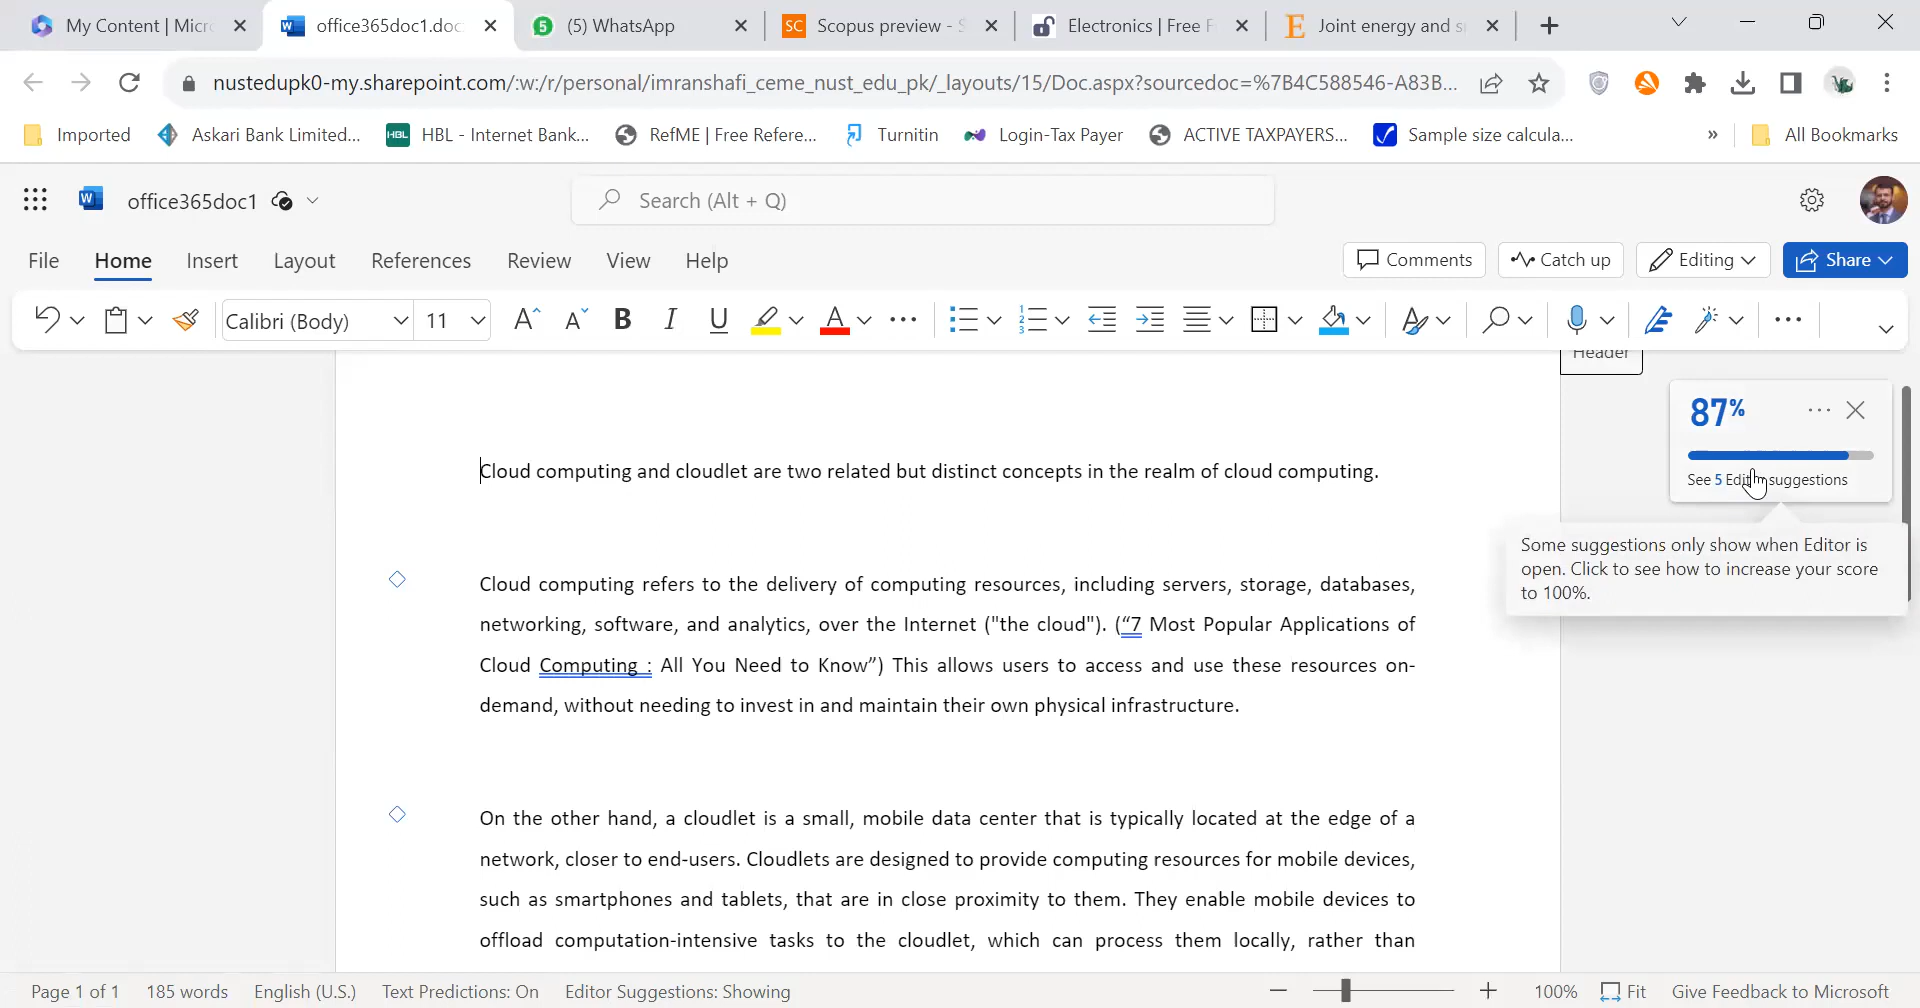 My Content | Micr
office365doc1.doc
(5) WhatsApp
Scopus preview - S
Electronics | Free F
Joint energy and s
nustedupk0-my.sharepoint.com/:w:/r/personal/imranshafi_ceme_nust_edu_pk/_layouts/15/Doc.aspx?sourcedoc=%7B4C588546-A83B...
Imported
Askari Bank Limited...
HBL - Internet Bank...
RefME | Free Refere...
Turnitin
Login-Tax Payer
ACTIVE TAXPAYERS...
Sample size calcula...
»
All Bookmarks
office365doc1
Search (Alt + Q)
File Home Insert Layout References Review View Help
Comments
Catch up
Editing
Share
Calibri (Body)
11
Header
87%
See 5 Editor suggestions
Some suggestions only show when Editor is
open. Click to see how to increase your score
to 100%.
Cloud computing and cloudlet are two related but distinct concepts in the realm of cloud computing.
Cloud computing refers to the delivery of computing resources, including servers, storage, databases,
networking, software, and analytics, over the Internet ("the cloud"). (“7 Most Popular Applications of
Cloud Computing : All You Need to Know”) This allows users to access and use these resources on-
demand, without needing to invest in and maintain their own physical infrastructure.
On the other hand, a cloudlet is a small, mobile data center that is typically located at the edge of a
network, closer to end-users. Cloudlets are designed to provide computing resources for mobile devices,
such as smartphones and tablets, that are in close proximity to them. They enable mobile devices to
offload computation-intensive tasks to the cloudlet, which can process them locally, rather than
Page 1 of 1
185 words
English (U.S.)
Text Predictions: On
Editor Suggestions: Showing
100%
Fit
Give Feedback to Microsoft